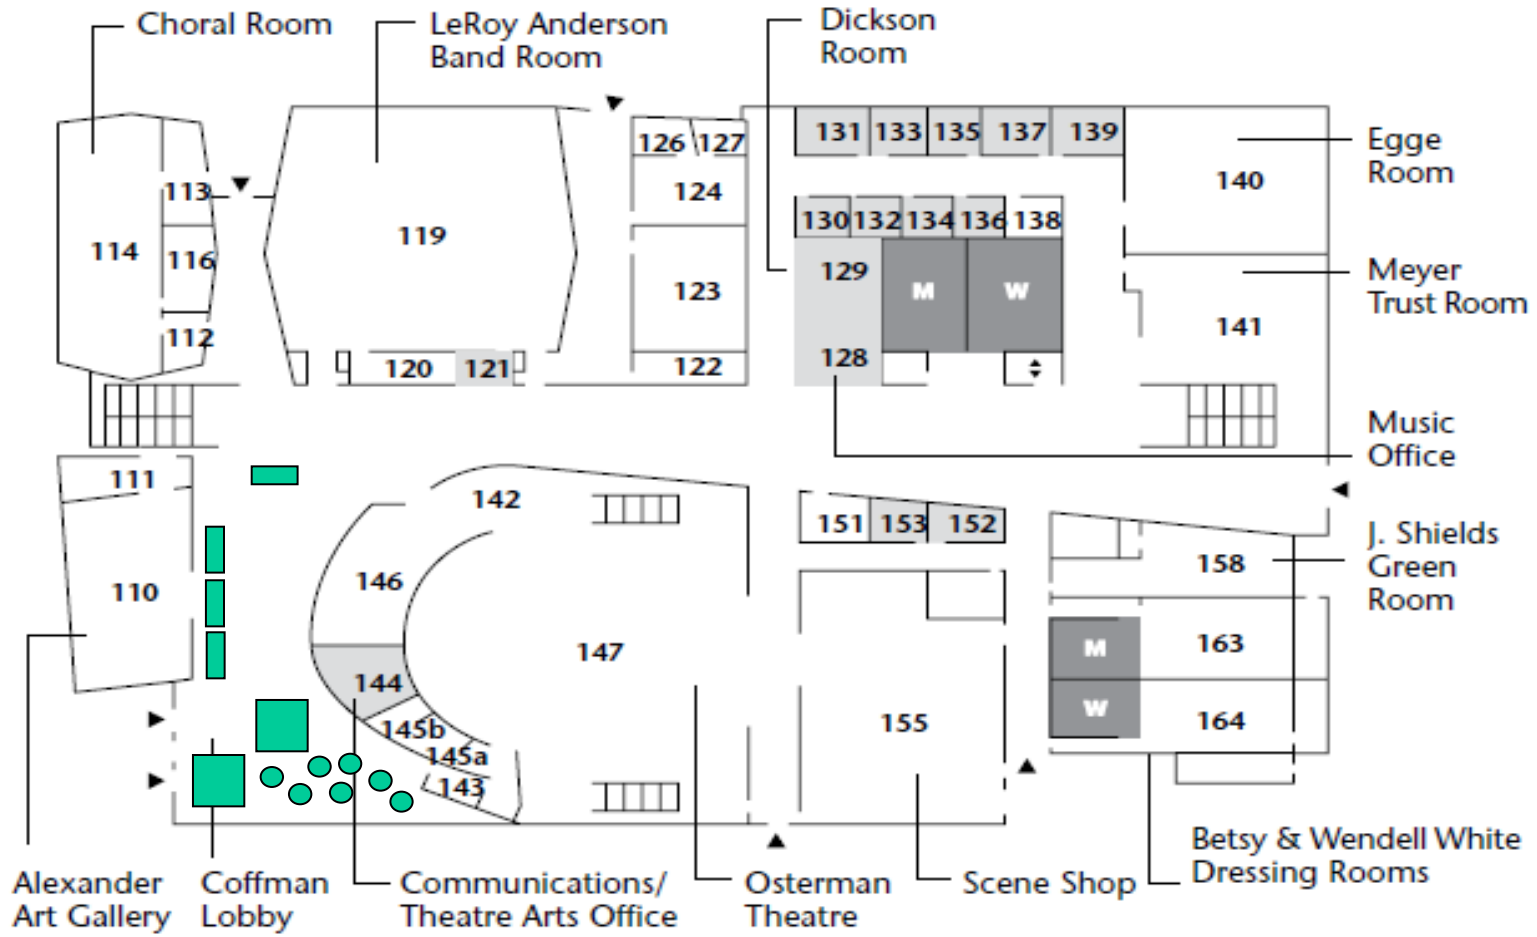 Choral Room
LeRoy Anderson
Band Room
Dickson
Room
131 133 135 137 139
126 127
Egge
Room
113
124
140
130 132 134 136 138
119
114
116
129
Meyer
Trust Room
123
M
W
141
112
128
120
121
122
Music
Office
111
142
151 153 152
J. Shields
Green
Room
158
146
110
147
163
M
144
W
164
145b
155
145a
143
Betsy & Wendell White
Dressing Rooms
Alexander
Art Gallery
Coffman
Lobby
Communications/
Theatre Arts Office
Osterman
Theatre
Scene Shop